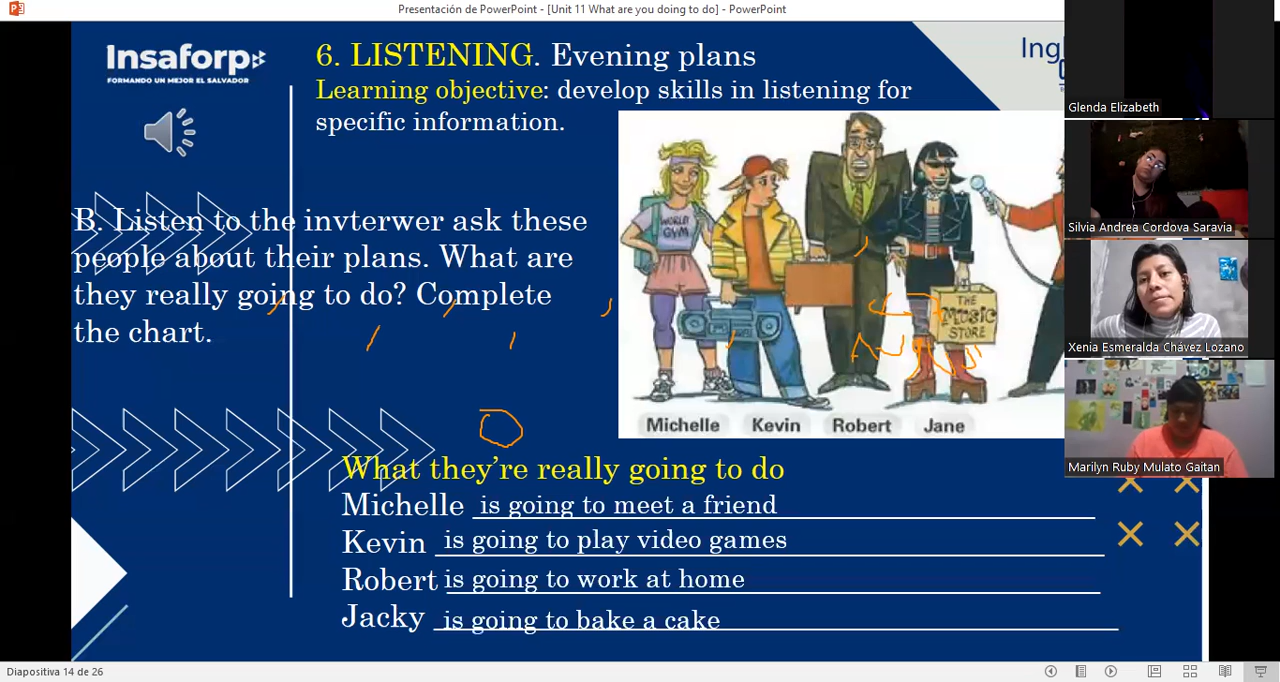 Presentación de PowerPoint - [Unit 11 What are you doing to do] - PowerPoint
Insaforp
FORMANDO UN MEJOR EL SALVADOR
6. LISTENING. Evening plans
Learning objective: develop skills in listening for
specific information.
Ing
B. Listen to the invterwer ask these
people about their plans. What are
they really going to do? Complete
the chart.
WORLD
GYM
THE
Music
STORE
Michelle Kevin Robert Jane
What they're really going to do
Michelle is going to meet a friend
Kevin is going to play video games
Robert is going to work at home
Jacky is going to bake a cake
Glenda Elizabeth
Silvia Andrea Cordova Saravia
Xenia Esmeralda Chávez Lozano
Marilyn Ruby Mulato Gaitan
Diapositiva 14 de 26